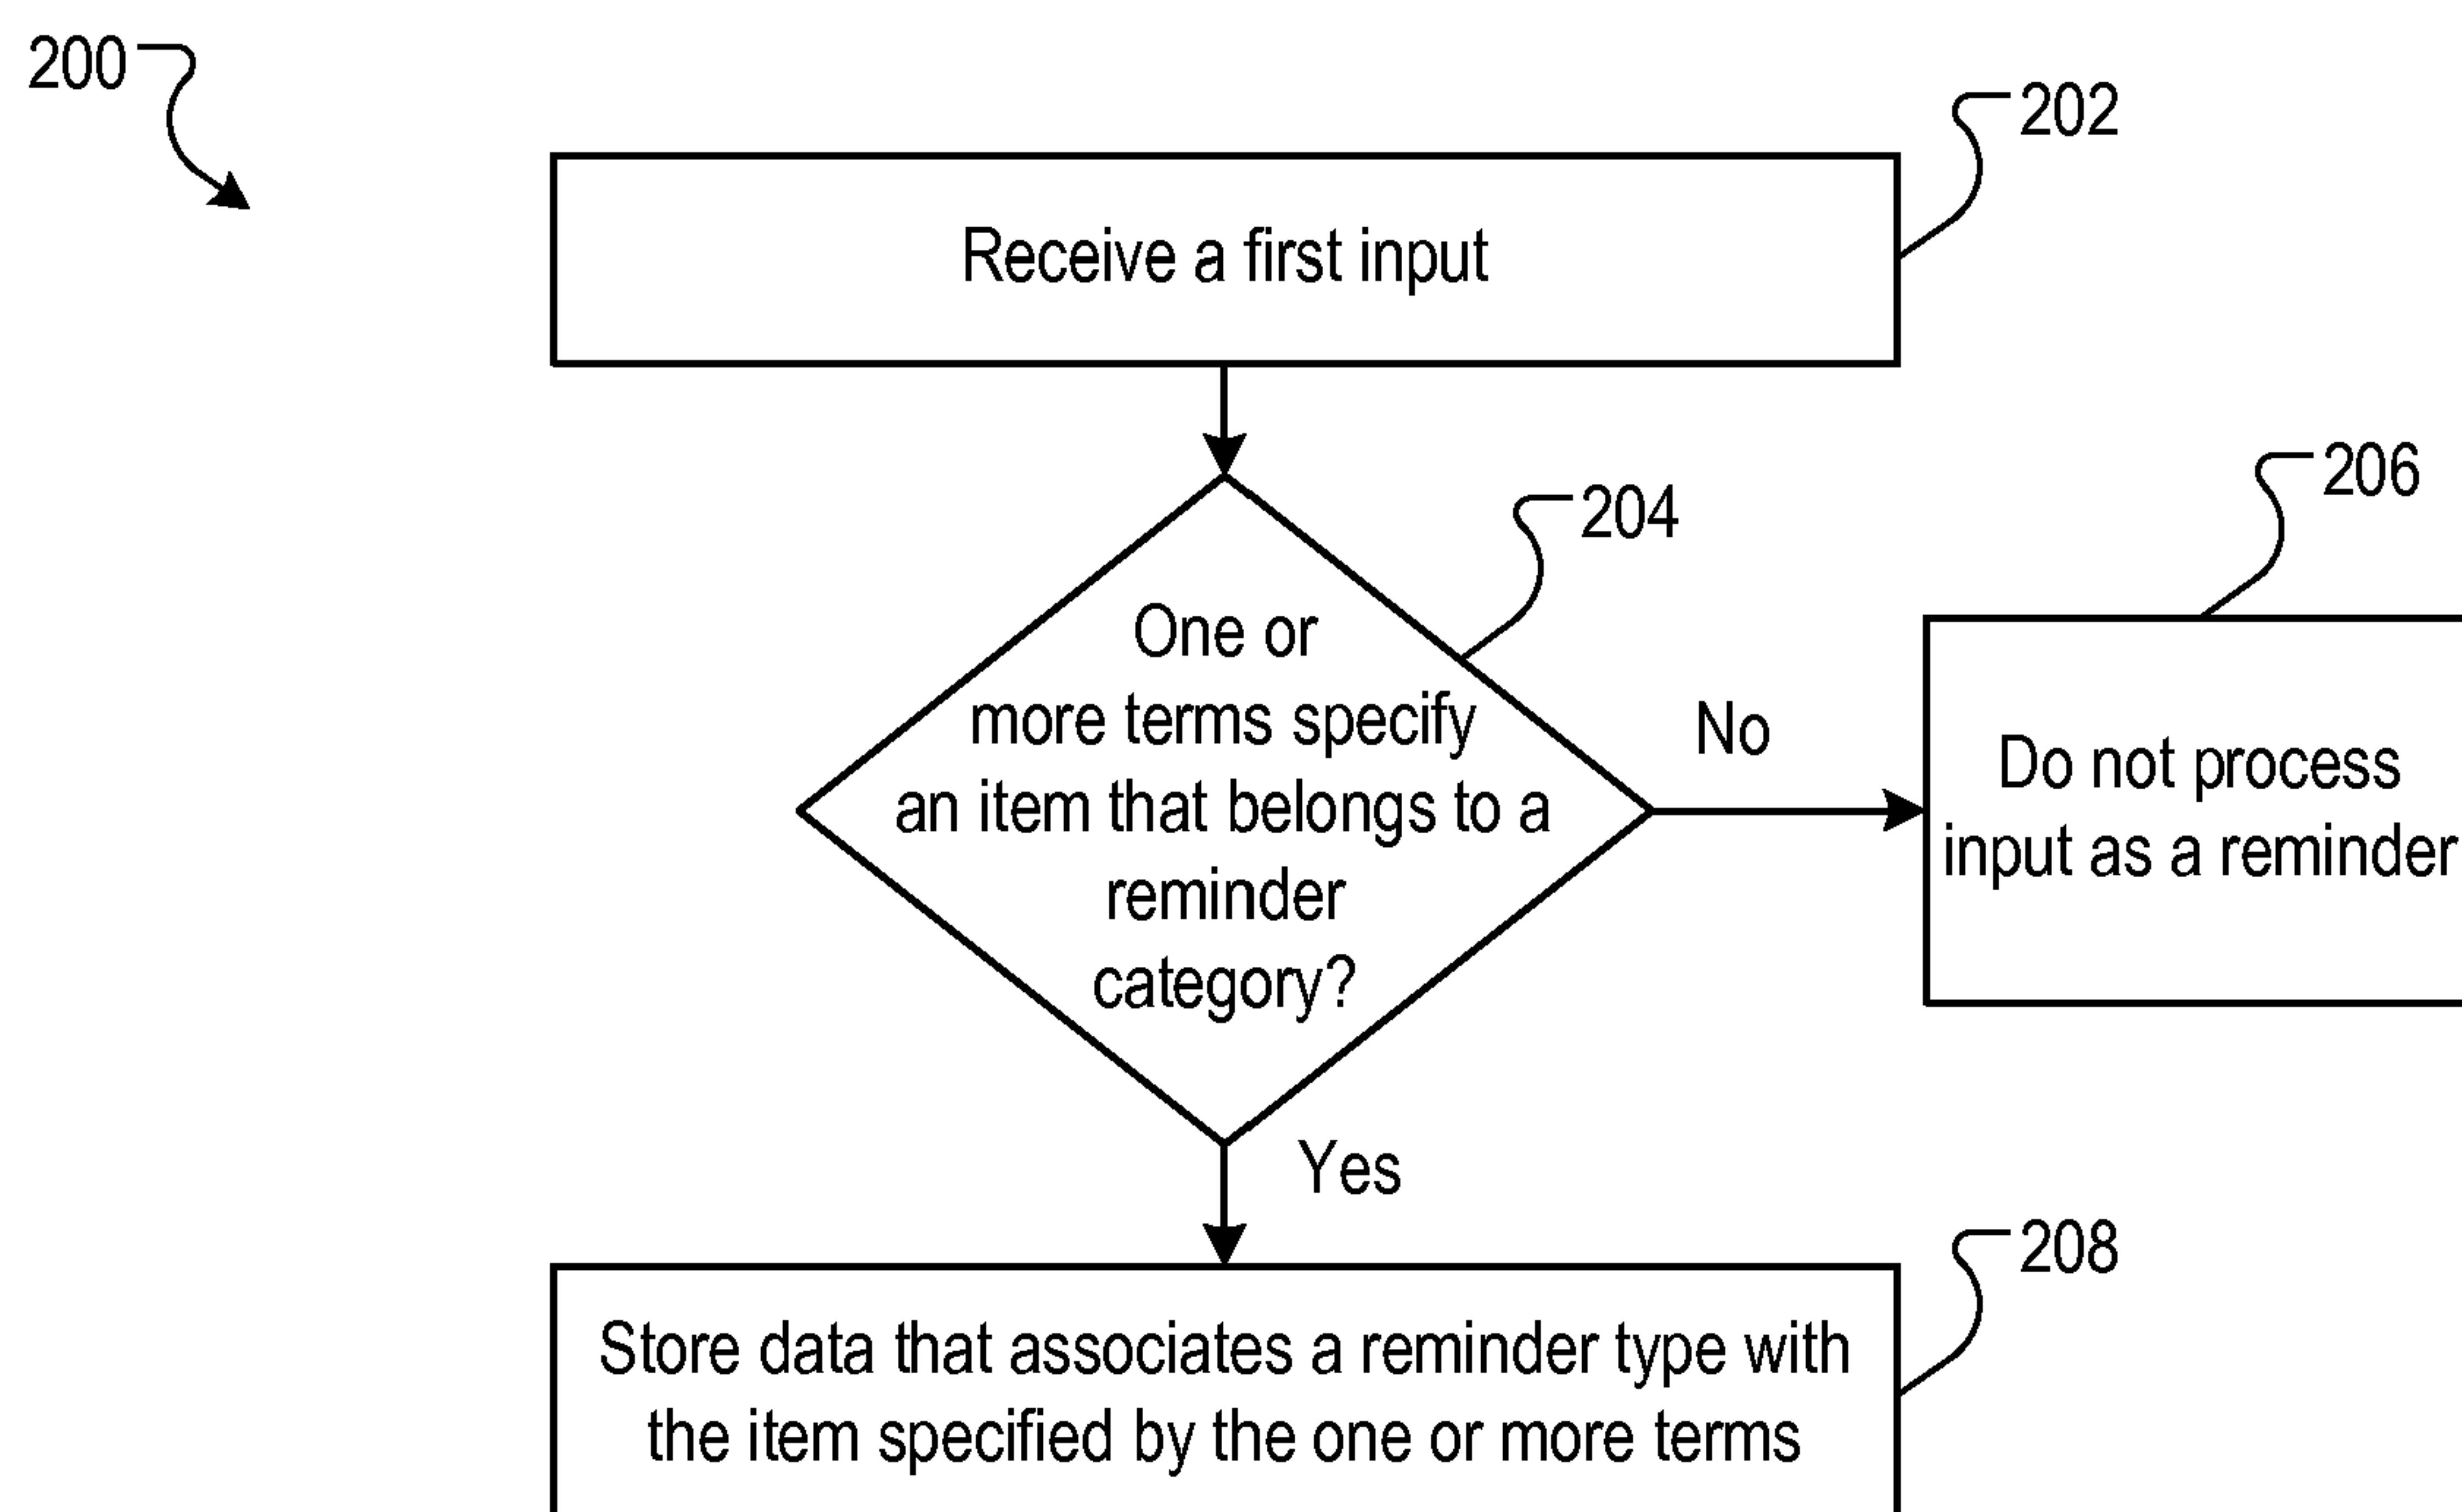 200
202
Receive a first input
206
204
One or
more terms specify
an item that belongs to a
reminder
category?
No
Do not process
input as a reminder
Yes
208
Store data that associates a reminder type with
the item specified by the one or more terms